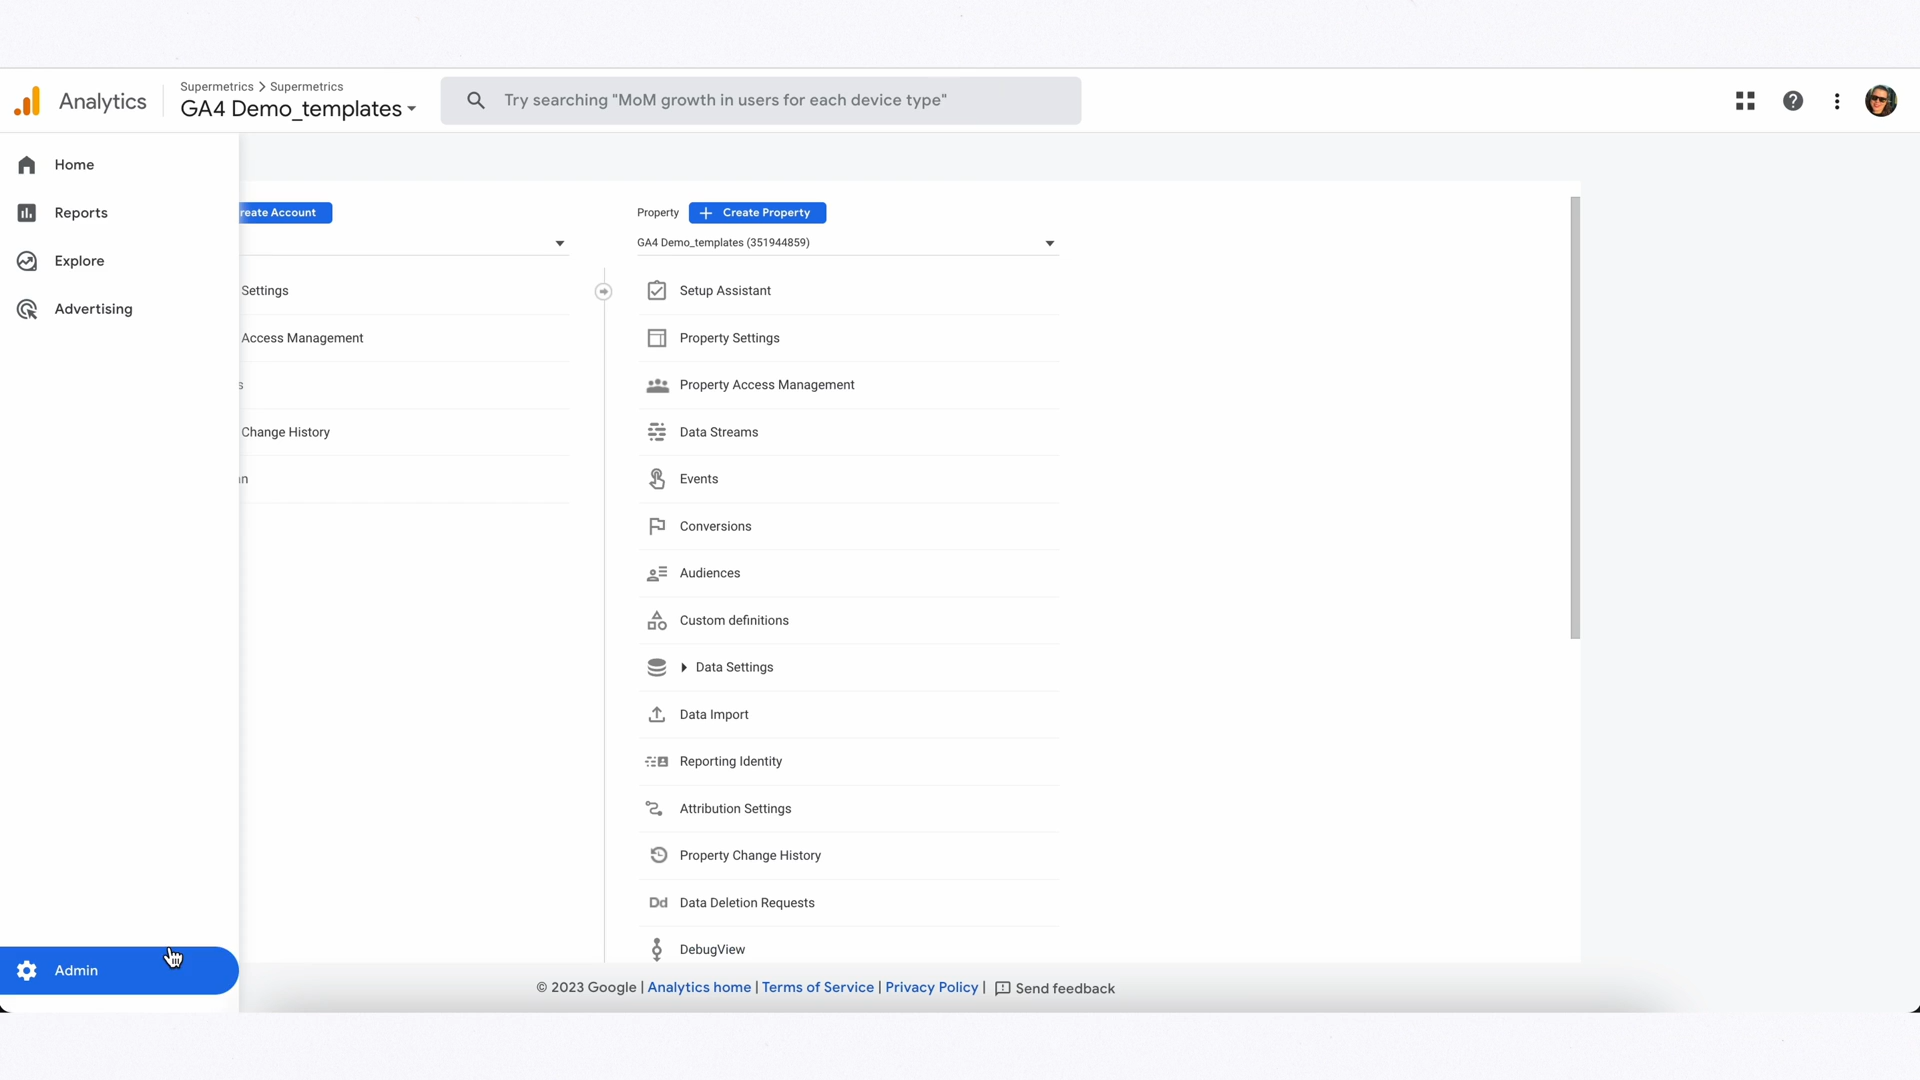 Analytics
Supermetrics > Supermetrics
GA4 Demo_templates
Try searching "MoM growth in users for each device type"
Home
Reports
Explore
Advertising
Admin
reate Account
Settings
Access Management
s
Change History
Property
+ Create Property
GA4 Demo_templates (351944859)
Setup Assistant
Property Settings
Property Access Management
Data Streams
Events
Conversions
Audiences
Custom definitions
Data Settings
Data Import
Reporting Identity
Attribution Settings
Property Change History
Dd Data Deletion Requests
DebugView
© 2023 Google | Analytics home | Terms of Service | Privacy Policy | Send feedback